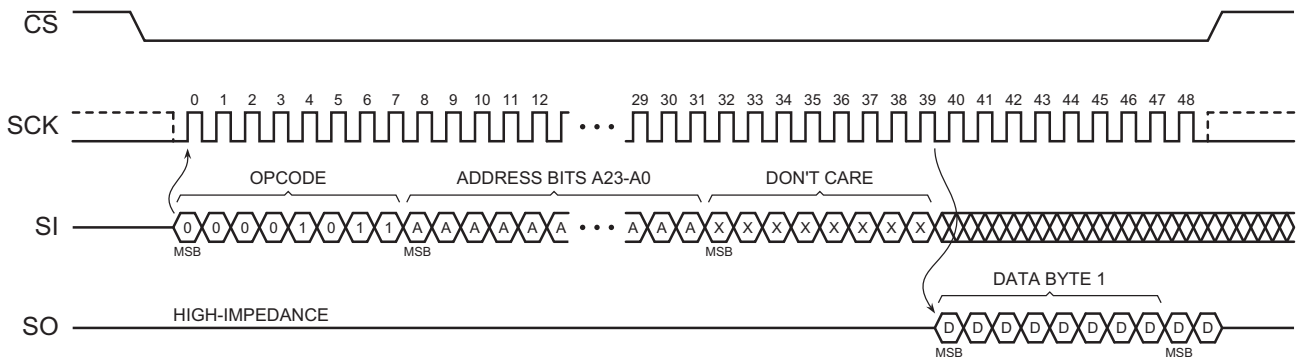 CS
SCK
0 1 2 3 4 5 6 7 8 9 10 11 12 29 30 31 32 33 34 35 36 37 38 39 40 41 42 43 44 45 46 47 48
• • •
OPCODE ADDRESS BITS A23-A0 DON'T CARE
SI
0 0 0 0 1 0 1 1 A A A A A A • • • A A A X X X X X X X X
MSB MSB MSB
DATA BYTE 1
SO
HIGH-IMPEDANCE
D D D D D D D D D D
MSB MSB